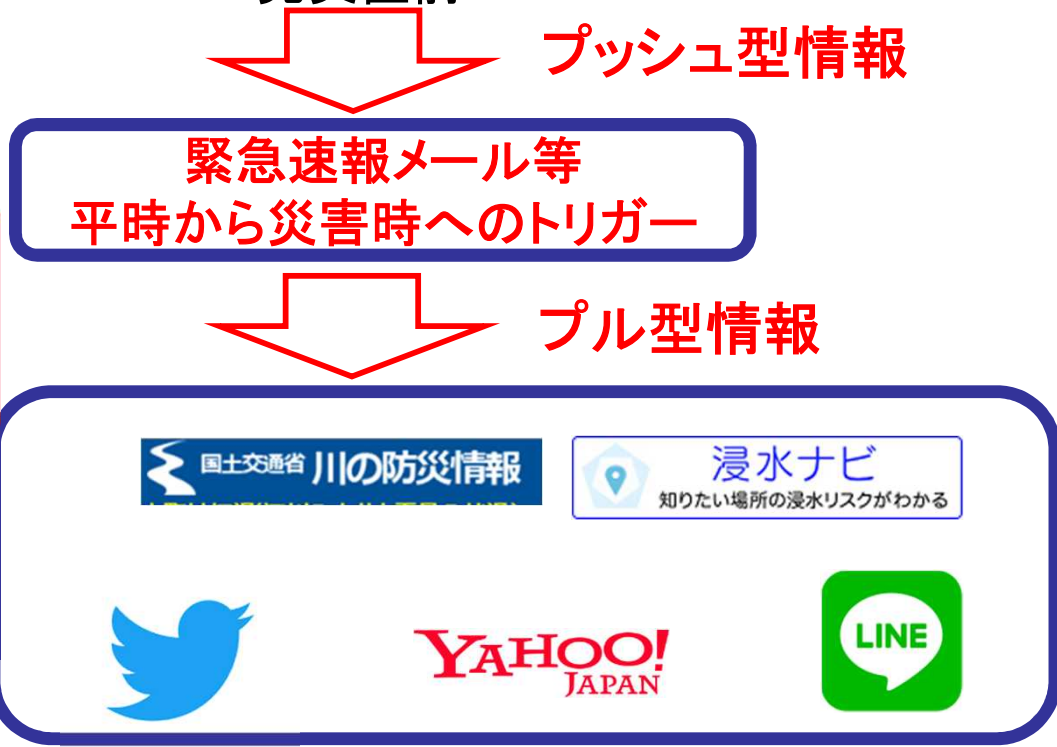 プッシュ型情報
緊急速報メール等
平時から災害時へのトリガー
プル型情報
国土交通省 川の防災情報
浸水ナビ
知りたい場所の浸水リスクがわかる
YAHOO!
JAPAN
LINE